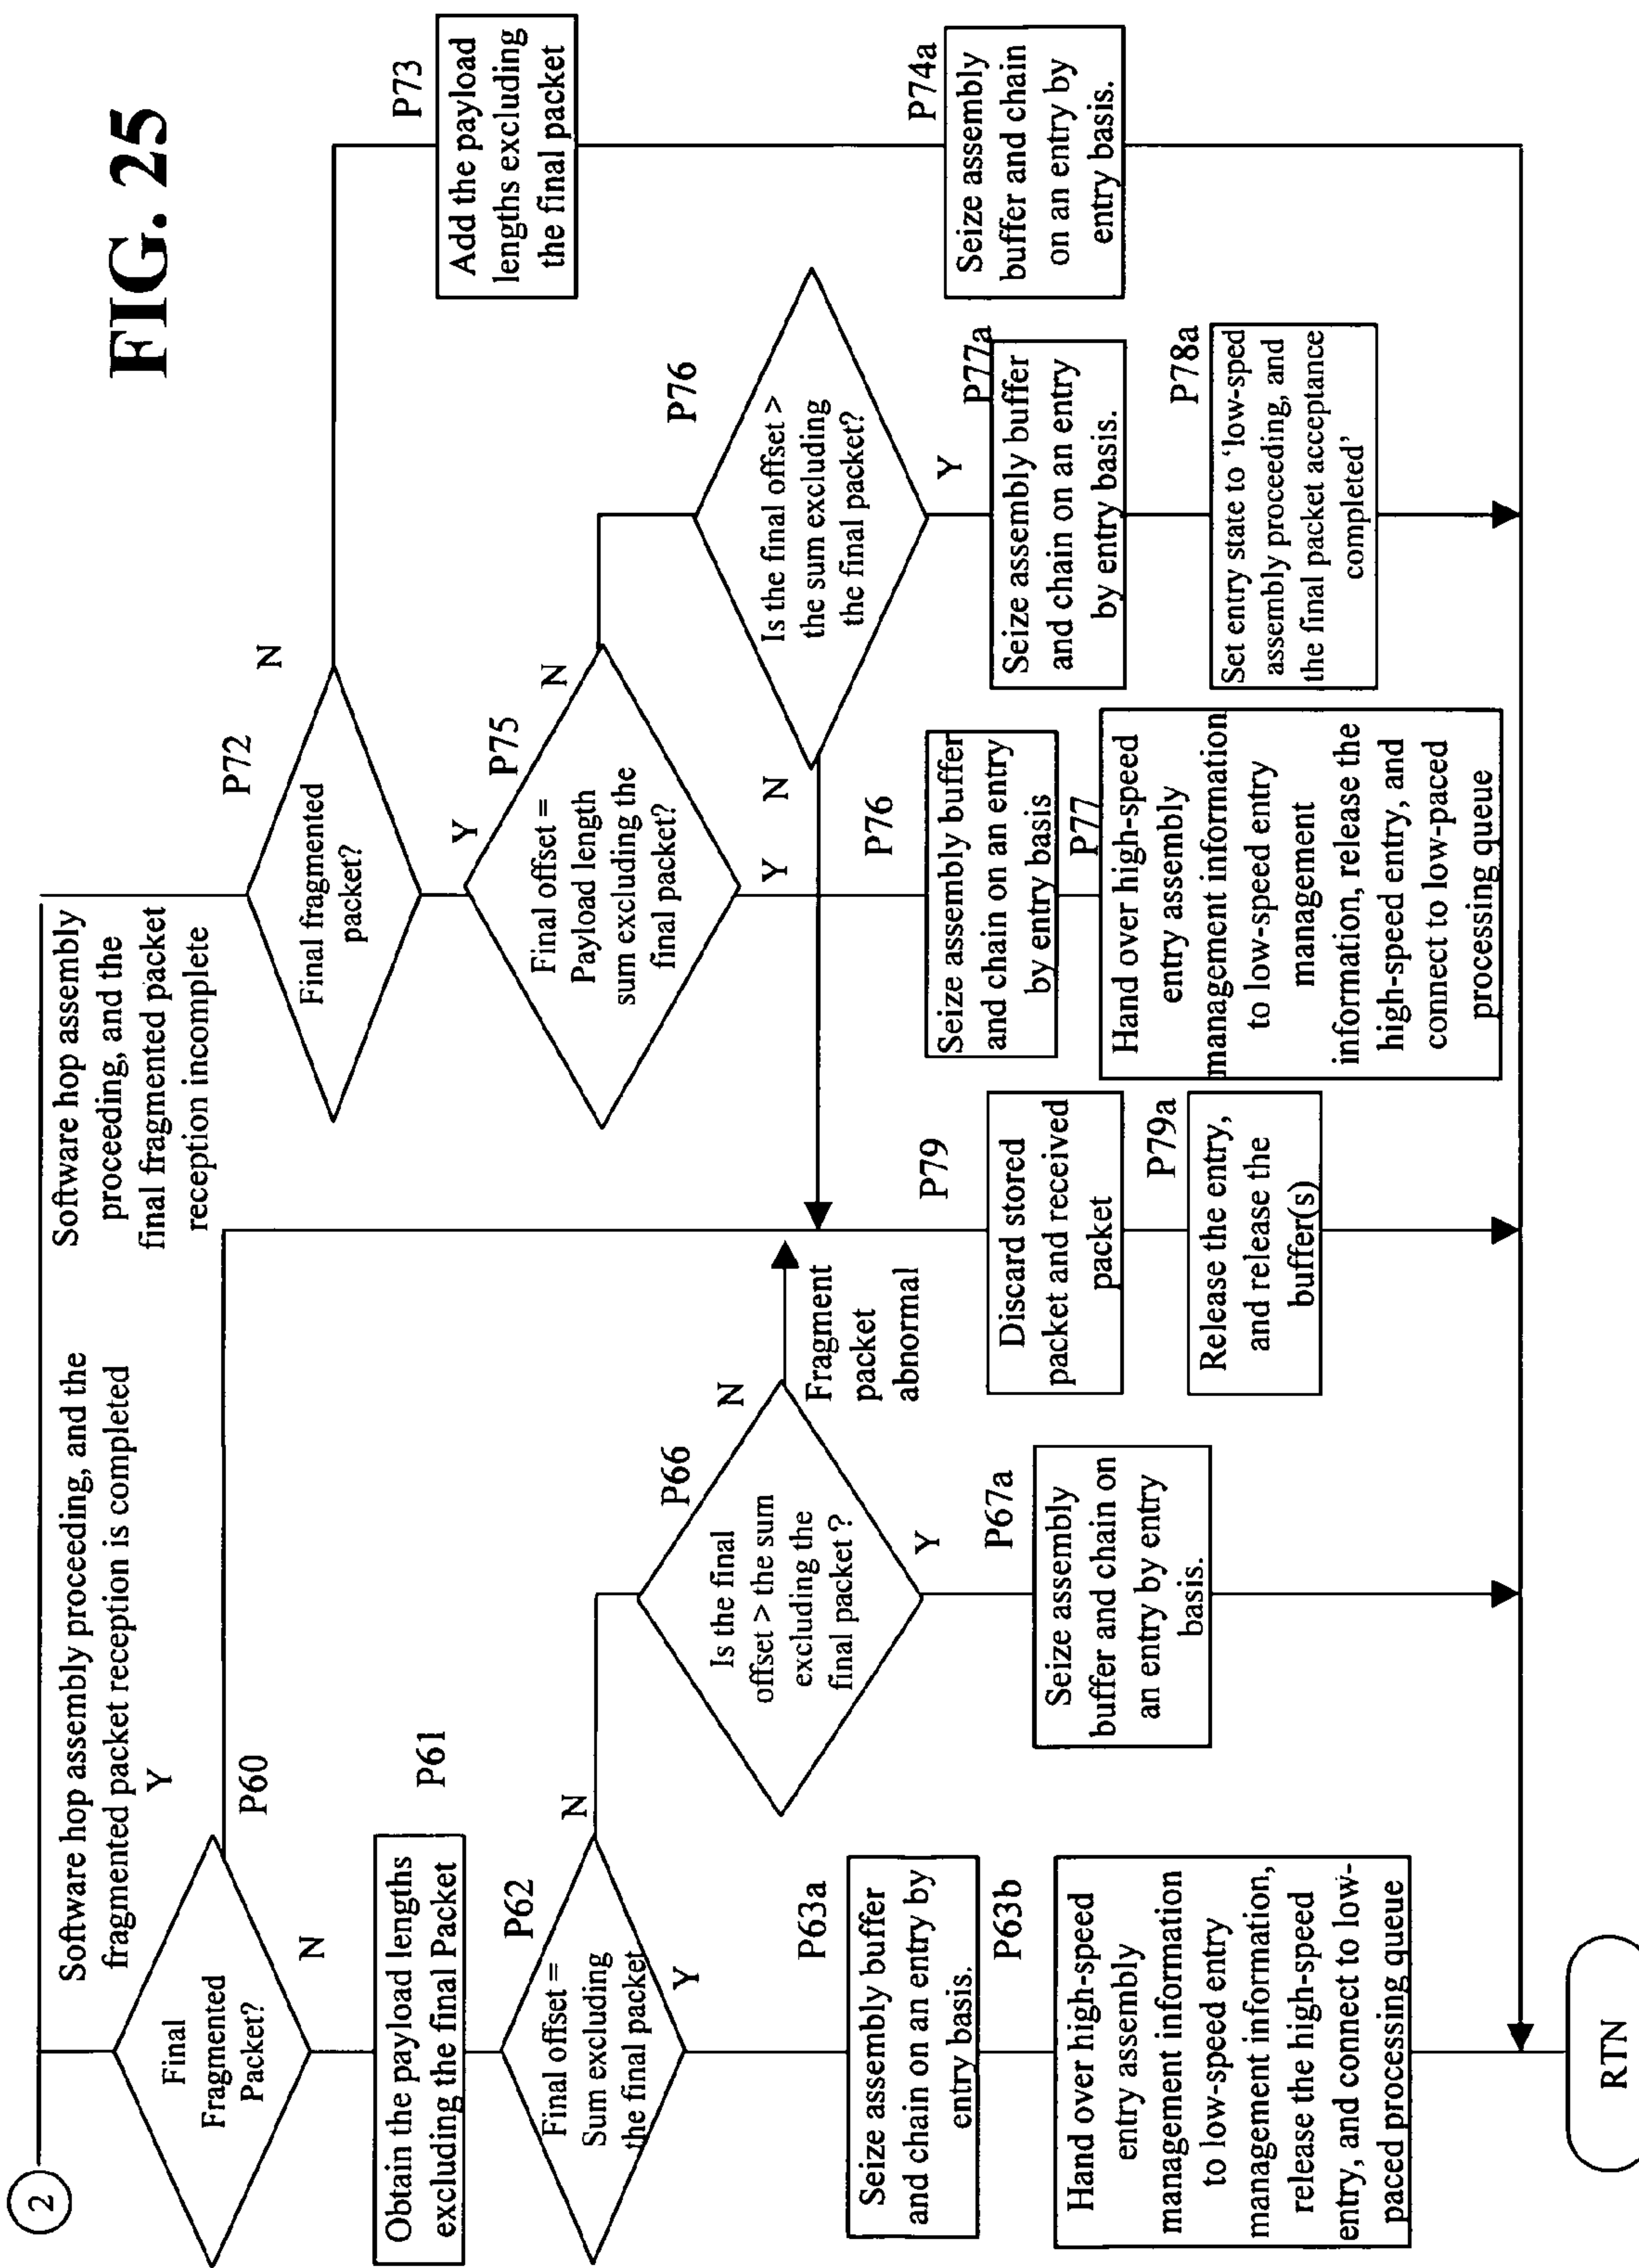 FIG. 25
2
Software hop assembly proceeding, and the
fragmented packet reception is completed
Software hop assembly
proceeding, and the
final fragmented packet
reception incomplete
Final
Fragmented
Packet?
Y
P60
N
P61
Obtain the payload lengths
excluding the final Packet
P62
Final offset =
Sum excluding
the final packet
N
Y
P63a
Seize assembly buffer
and chain on an entry by
entry basis.
P63b
Hand over high-speed
entry assembly
management information
to low-speed entry
management information,
release the high-speed
entry, and connect to low-
paced processing queue
P66
Is the final
offset > the sum
excluding the
final packet ?
N
Fragment
packet
abnormal
Y
P67a
Seize assembly
buffer and chain on
an entry by entry
basis.
P79
Discard stored
packet and received
packet
P79a
Release the entry,
and release the
buffer(s)
P72
Final fragmented
packet?
N
Y
P75
Final offset =
Payload length
sum excluding the
final packet?
N
Y
P76
Seize assembly buffer
and chain on an entry
by entry basis
P77
Hand over high-speed
entry assembly
management information
to low-speed entry
management
information, release the
high-speed entry, and
connect to low-paced
processing queue
P76
Is the final offset >
the sum excluding
the final packet?
N
Y
P77a
Seize assembly buffer
and chain on an entry
by entry basis.
P78a
Set entry state to ‘low-sped
assembly proceeding, and
the final packet acceptance
completed’
P73
Add the payload
lengths excluding
the final packet
P74a
Seize assembly
buffer and chain
on an entry by
entry basis.
RTN